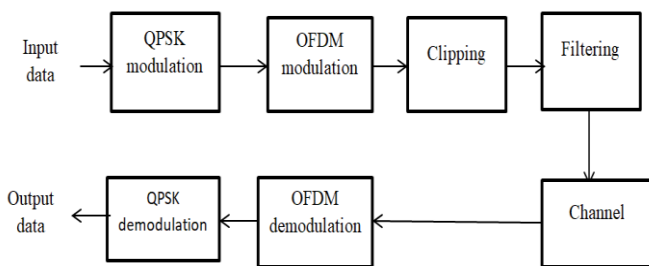 Input
data
QPSK
modulation
OFDM
modulation
Clipping
Filtering
Output
data
QPSK
demodulation
OFDM
demodulation
Channel